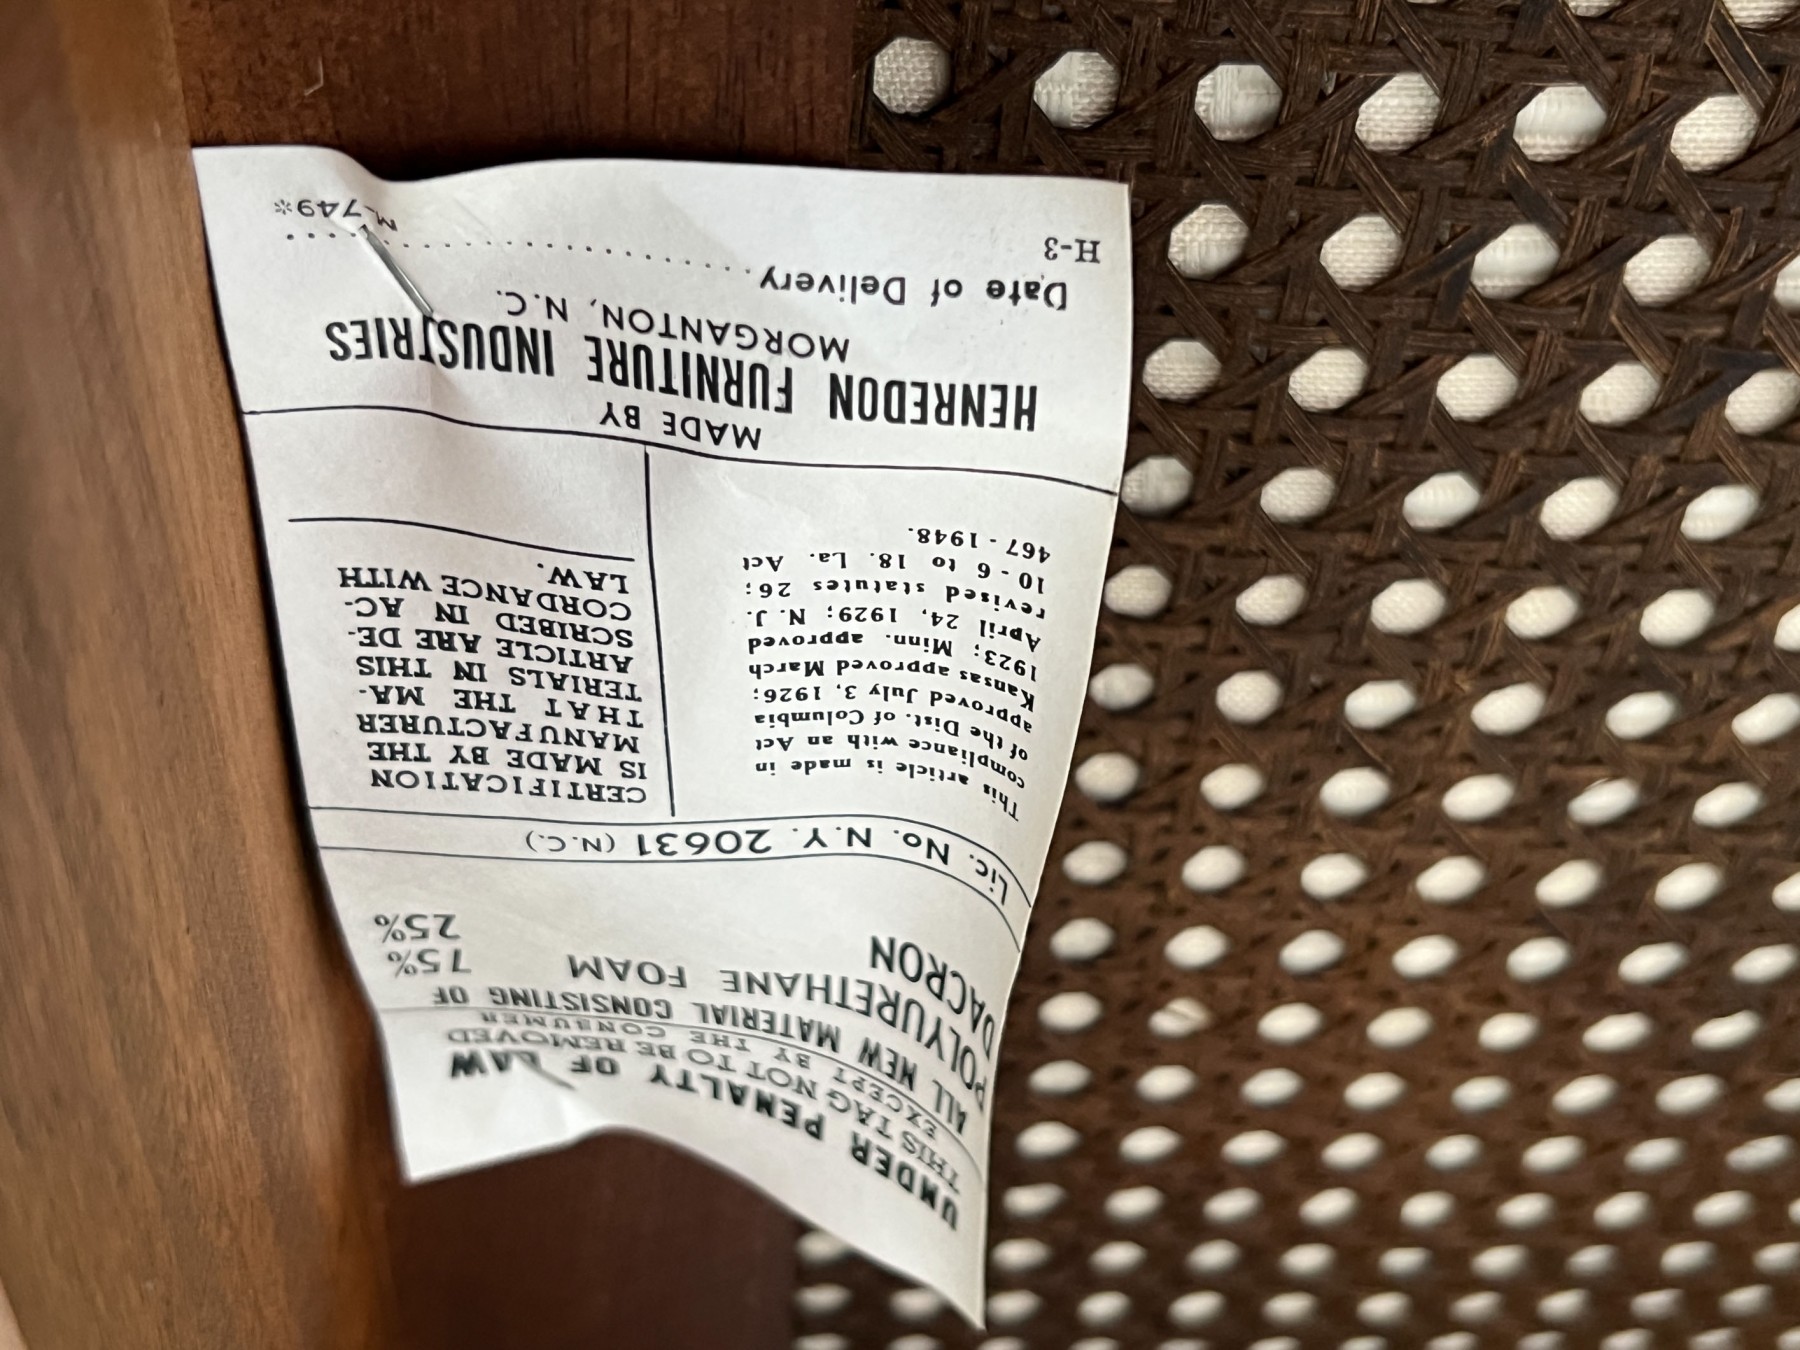 UNDER PENALTY OF LAW
THIS TAG NOT TO BE REMOVED
EXCEPT BY THE CONSUMER
ALL NEW MATERIAL CONSISTING OF
POLYURETHANE FOAM 75%
DACRON 25%
Lic. No. N.Y. 20631 (N.C.)
This article is made in
compliance with an Act
of the Dist. of Columbia
approved July 3, 1926;
Kansas approved March
1923; Minn. approved
April 24, 1929; N. J.
revised statutes 26;
10 - 6 to 18. La. Act
467 - 1948.
CERTIFICATION
IS MADE BY THE
MANUFACTURER
THAT THE MA-
TERIALS IN THIS
ARTICLE ARE DE-
SCRIBED IN AC-
CORDANCE WITH
LAW.
MADE BY
HENREDON FURNITURE INDUSTRIES
MORGANTON, N.C.
Date of Delivery
H-3 M-749*